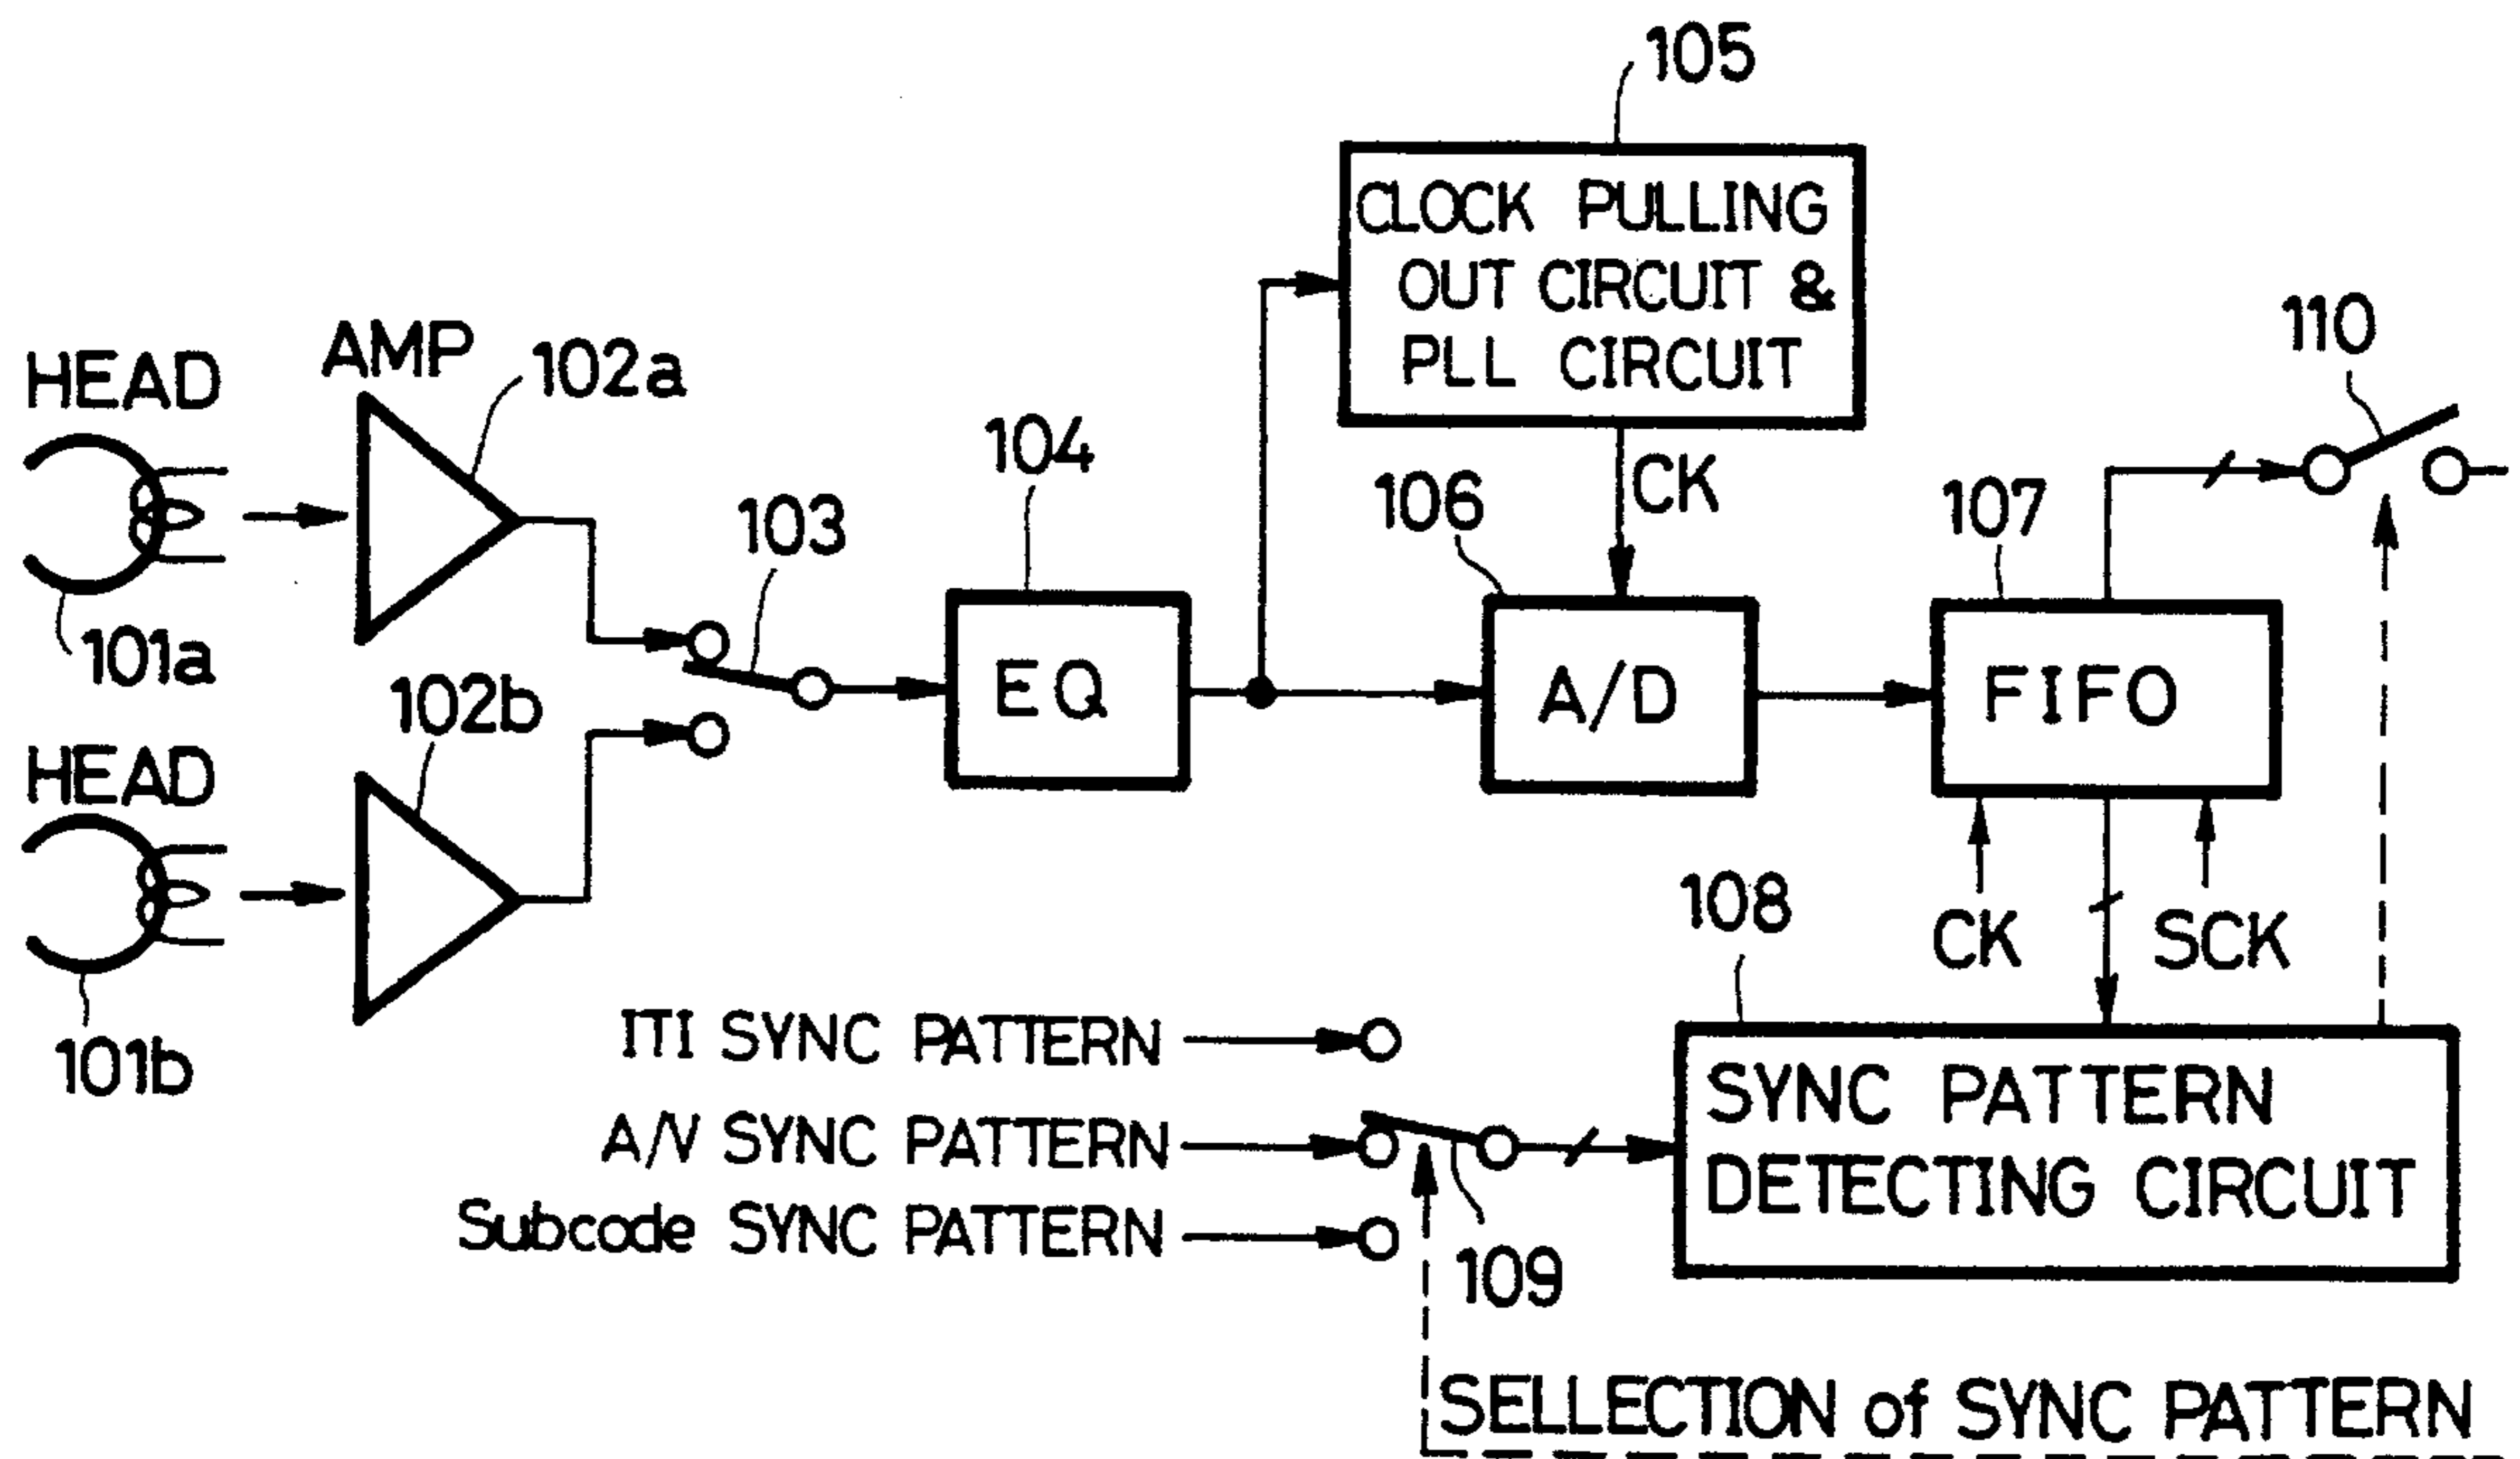 105
CLOCK PULLING
OUT CIRCUIT &
PLL CIRCUIT
110
AMP
102a
HEAD
104
CK
106
107
103
101a
EQ
A/D
FIFO
102b
HEAD
108
CK
SCK
101b
ITI SYNC PATTERN
SYNC PATTERN
DETECTING CIRCUIT
A/V SYNC PATTERN
Subcode SYNC PATTERN
109
SELLECTION of SYNC PATTERN